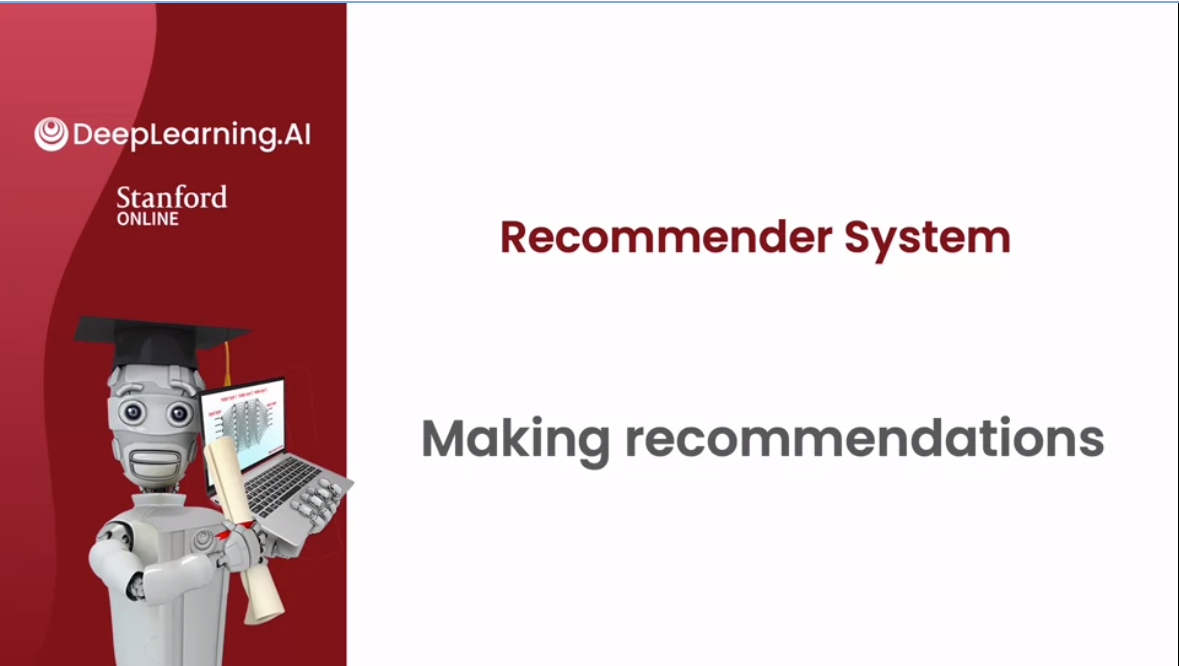 DeepLearning.AI
Stanford
ONLINE
Recommender System
Making recommendations